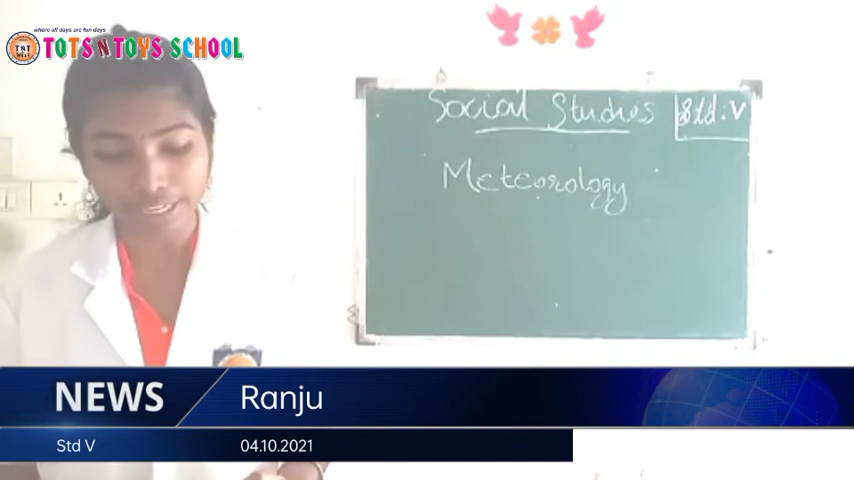 where all days are fun days
TOTS N TOYS SCHOOL
TNT
Social Studies
Std : V
Meteorology
NEWS
Ranju
Std V
04.10.2021